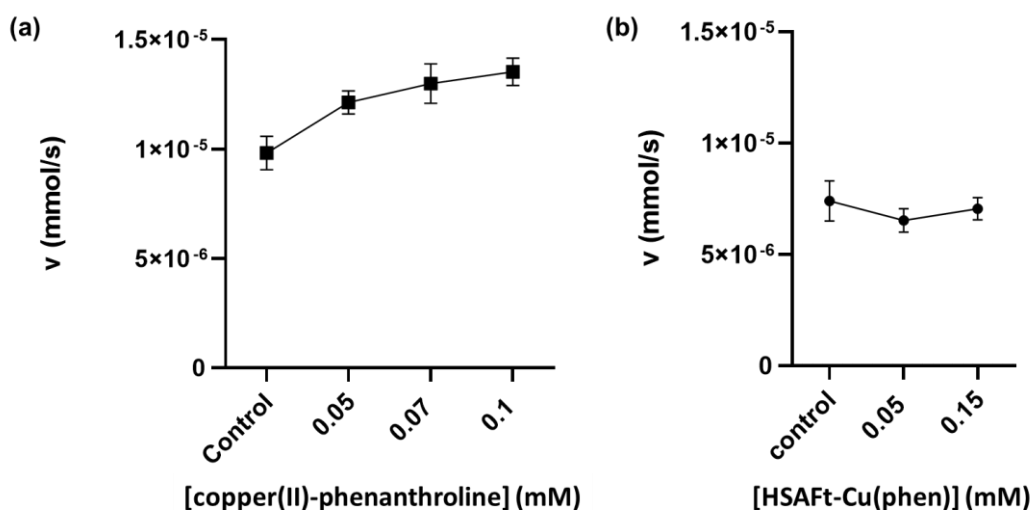 (a)
1.5×10⁻⁵
1×10⁻⁵
5×10⁻⁶
0
v (mmol/s)
Control
0.05
0.07
0.1
[copper(II)-phenanthroline] (mM)
(b)
1.5×10⁻⁵
1×10⁻⁵
5×10⁻⁶
0
v (mmol/s)
control
0.05
0.15
[HSAFt-Cu(phen)] (mM)